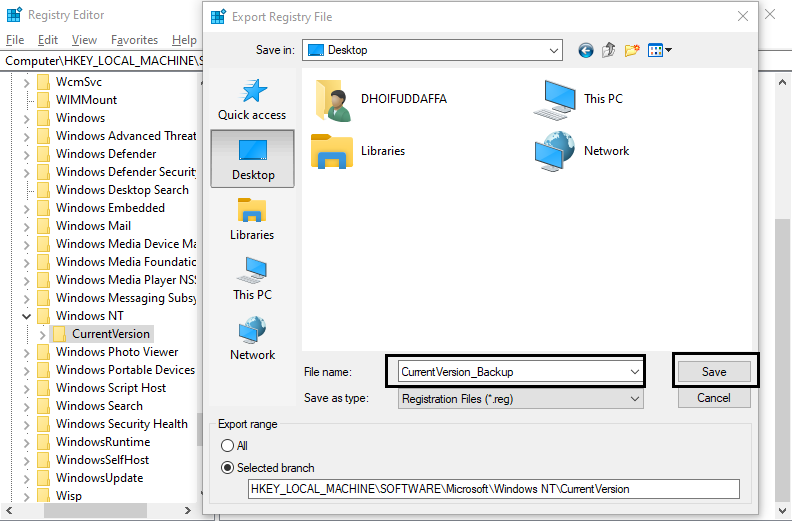 Registry Editor
File Edit View Favorites Help
Computer\HKEY_LOCAL_MACHINE\S
WcmSvc
WIMMount
Windows
Windows Advanced Threat
Windows Defender
Windows Defender Security
Windows Desktop Search
Windows Embedded
Windows Mail
Windows Media Device Ma
Windows Media Foundatio
Windows Media Player NSS
Windows Messaging Subsy
Windows NT
CurrentVersion
Windows Photo Viewer
Windows Portable Devices
Windows Script Host
Windows Search
Windows Security Health
WindowsRuntime
WindowsSelfHost
WindowsUpdate
Wisp
Export Registry File
Save in: Desktop
Quick access
Desktop
Libraries
This PC
Network
DHOIFUDDAFFA
This PC
Libraries
Network
File name: CurrentVersion_Backup Save
Save as type: Registration Files (*.reg) Cancel
Export range
All
Selected branch
HKEY_LOCAL_MACHINE\SOFTWARE\Microsoft\Windows NT\CurrentVersion